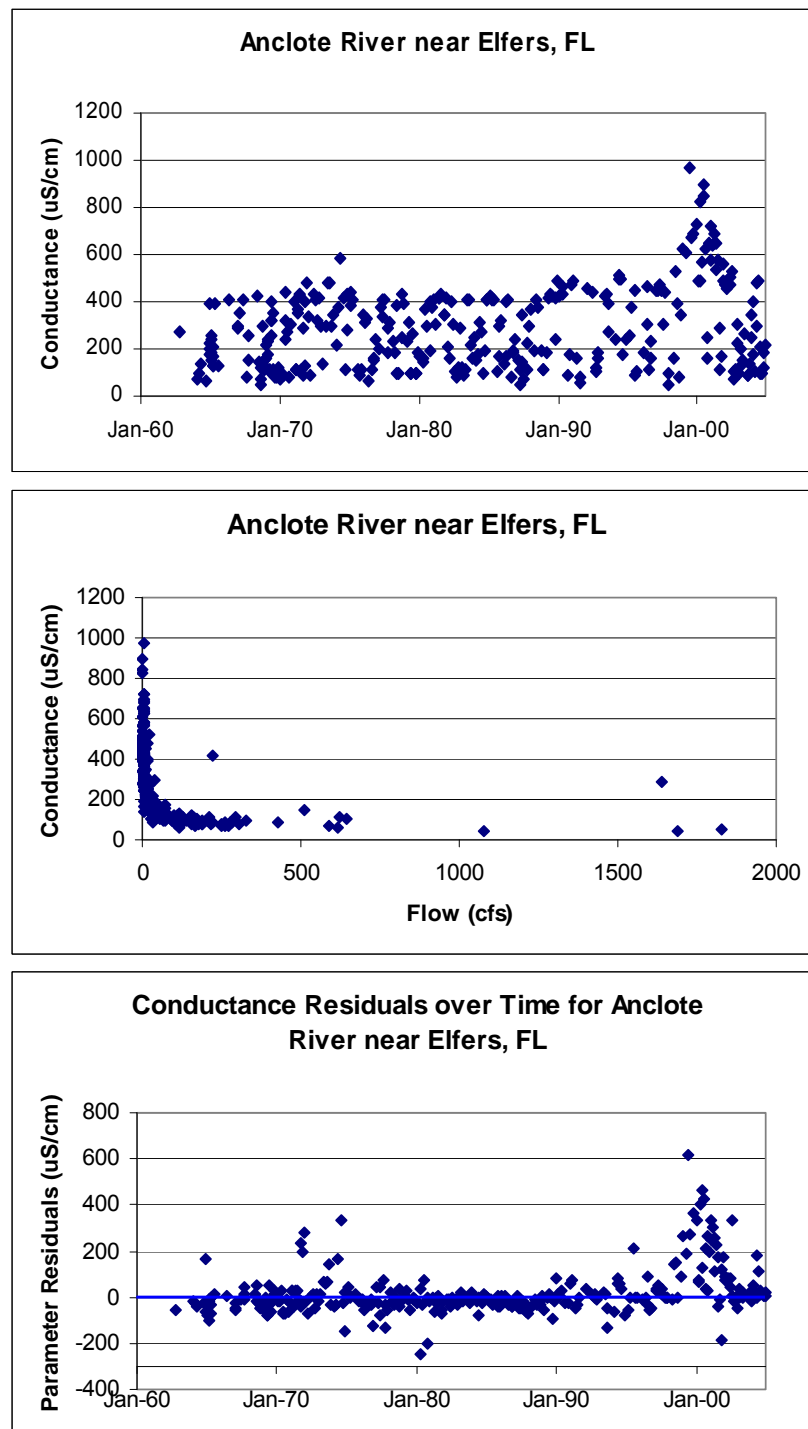 Anclote River near Elfers, FL
Conductance (uS/cm)
1200
1000
800
600
400
200
0
Jan-60 Jan-70 Jan-80 Jan-90 Jan-00
Anclote River near Elfers, FL
Conductance (uS/cm)
1200
1000
800
600
400
200
0
0 500 1000 1500 2000
Flow (cfs)
Conductance Residuals over Time for Anclote
River near Elfers, FL
Parameter Residuals (uS/cm)
800
600
400
200
0
-200
-400
Jan-60 Jan-70 Jan-80 Jan-90 Jan-00